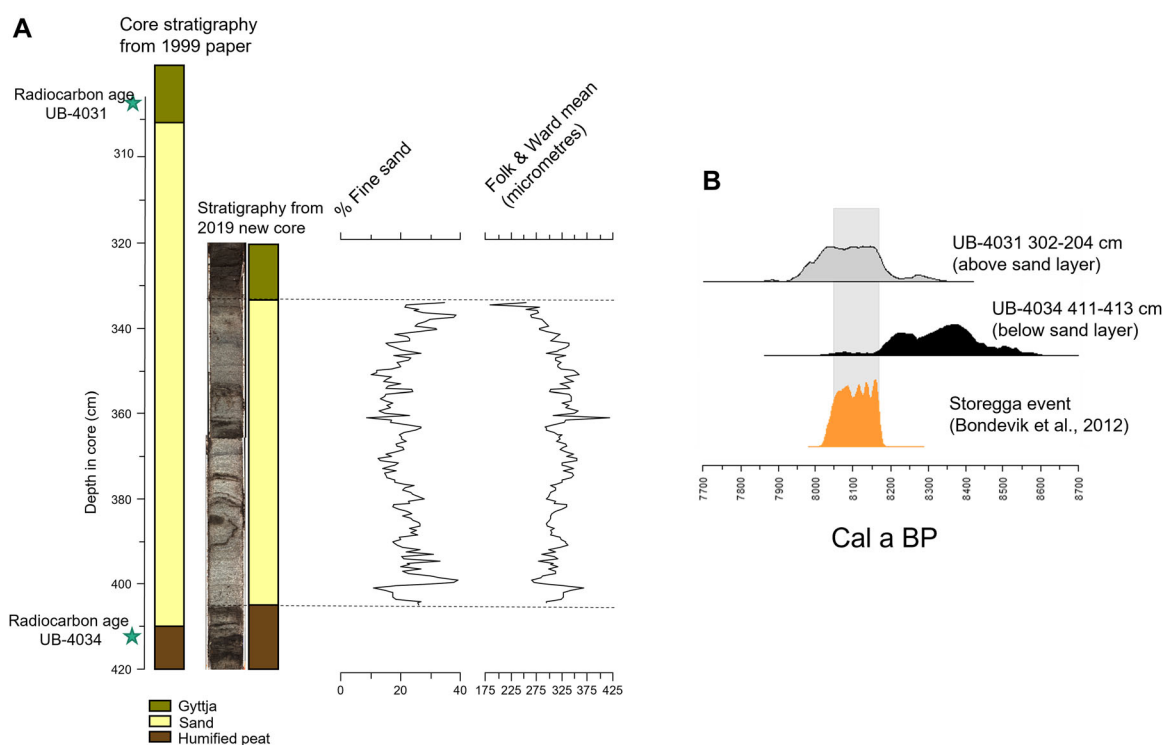 A
Core stratigraphy
from 1999 paper
Radiocarbon age
UB-4031
310
320
340
360
380
400
420
Depth in core (cm)
Radiocarbon age
UB-4034
Stratigraphy from
2019 new core
% Fine sand
Folk & Ward mean
(micrometres)
0 20 40
175 225 275 325 375 425
Gyttja
Sand
Humified peat
B
UB-4031 302-204 cm
(above sand layer)
UB-4034 411-413 cm
(below sand layer)
Storegga event
(Bondevik et al., 2012)
7700 7800 7900 8000 8100 8200 8300 8400 8500 8600 8700
Cal a BP